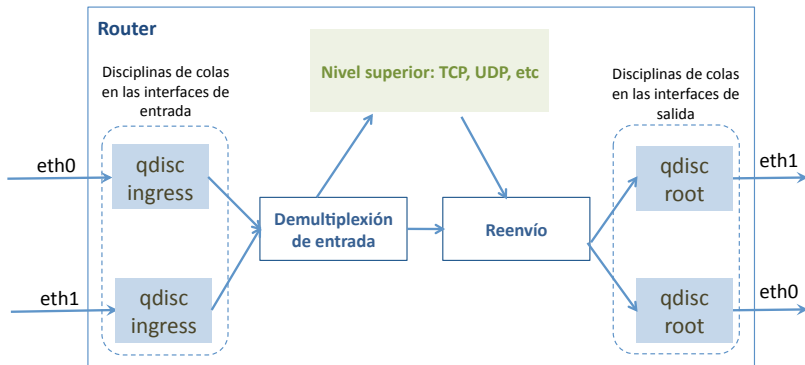 Router
Disciplinas de colas
en las interfaces de
entrada
Nivel superior: TCP, UDP, etc
Disciplinas de colas
en las interfaces de
salida
eth0
qdisc
ingress
eth1
qdisc
ingress
Demultiplexión
de entrada
Reenvío
qdisc
root
eth1
qdisc
root
eth0